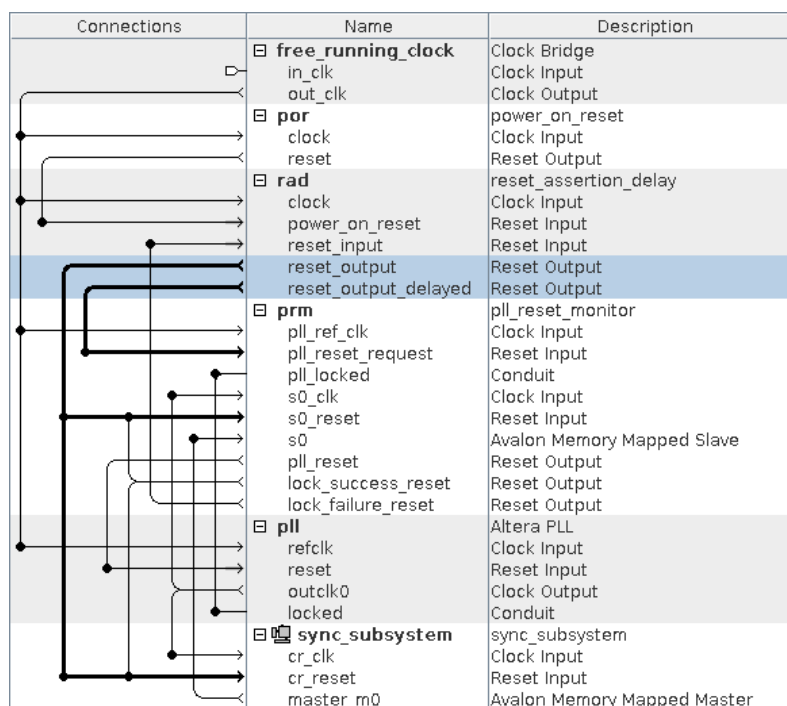 Connections Name Description
free_running_clock Clock Bridge
in_clk Clock Input
out_clk Clock Output
por power_on_reset
clock Clock Input
reset Reset Output
rad reset_assertion_delay
clock Clock Input
power_on_reset Reset Input
reset_input Reset Input
reset_output Reset Output
reset_output_delayed Reset Output
prm pll_reset_monitor
pll_ref_clk Clock Input
pll_reset_request Reset Input
pll_locked Conduit
s0_clk Clock Input
s0_reset Reset Input
s0 Avalon Memory Mapped Slave
pll_reset Reset Output
lock_success_reset Reset Output
lock_failure_reset Reset Output
pll Altera PLL
refclk Clock Input
reset Reset Input
outclk0 Clock Output
locked Conduit
sync_subsystem sync_subsystem
cr_clk Clock Input
cr_reset Reset Input
master_m0 Avalon Memory Mapped Master